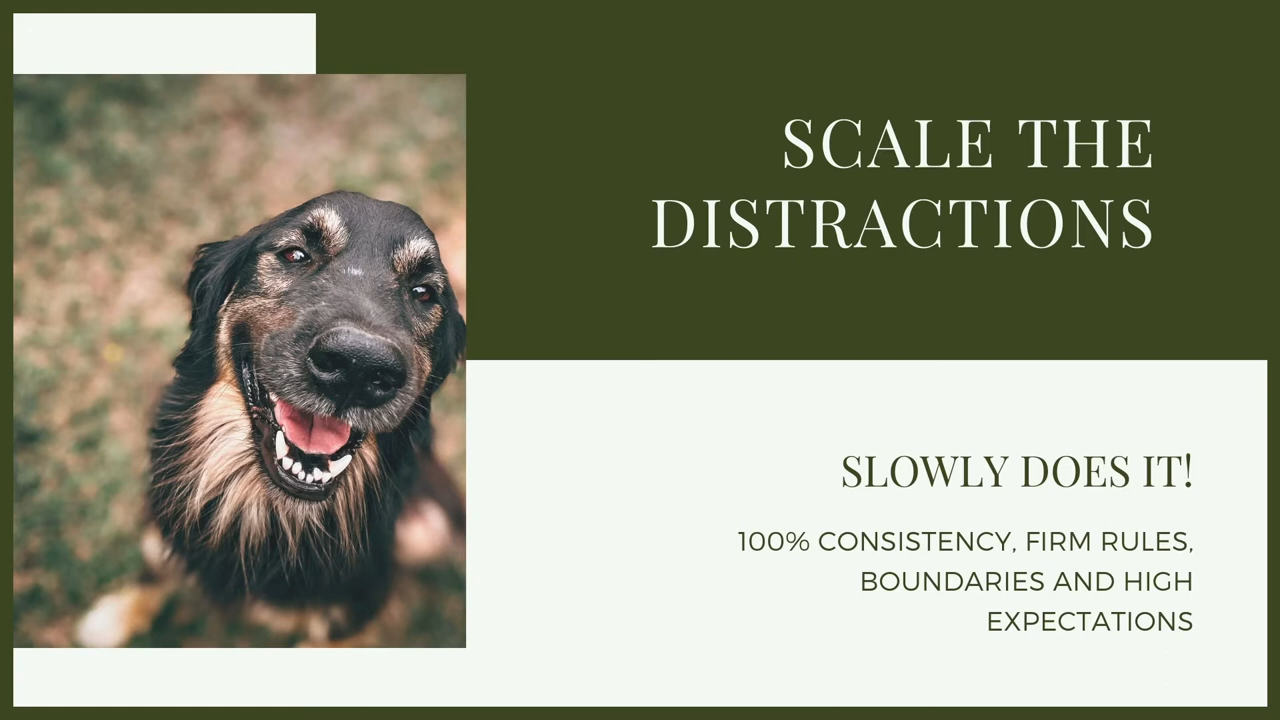 SCALE THE
DISTRACTIONS
SLOWLY DOES IT!
100% CONSISTENCY, FIRM RULES,
BOUNDARIES AND HIGH
EXPECTATIONS